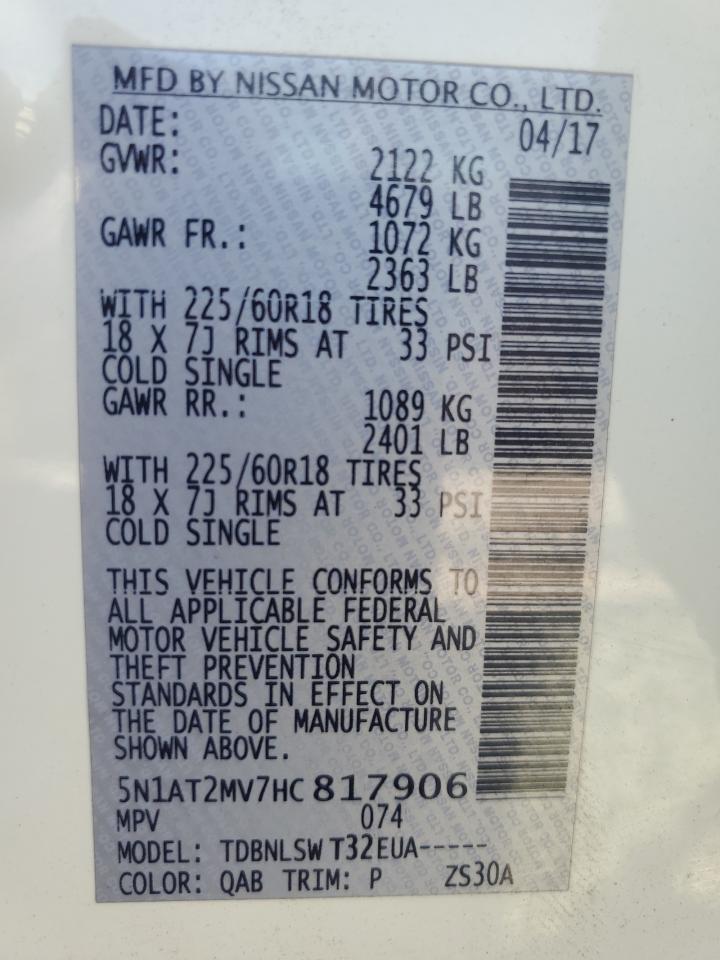 MFD BY NISSAN MOTOR CO., LTD.
DATE: 04/17
GVWR: 2122 KG
4679 LB
GAWR FR.: 1072 KG
2363 LB
WITH 225/60R18 TIRES
18 X 7J RIMS AT 33 PSI
COLD SINGLE
GAWR RR.: 1089 KG
2401 LB
WITH 225/60R18 TIRES
18 X 7J RIMS AT 33 PSI
COLD SINGLE
THIS VEHICLE CONFORMS TO
ALL APPLICABLE FEDERAL
MOTOR VEHICLE SAFETY AND
THEFT PREVENTION
STANDARDS IN EFFECT ON
THE DATE OF MANUFACTURE
SHOWN ABOVE.
5N1AT2MV7HC817906
MPV 074
MODEL: TDBNLSW T32EUA-----
COLOR: QAB TRIM: P ZS30A